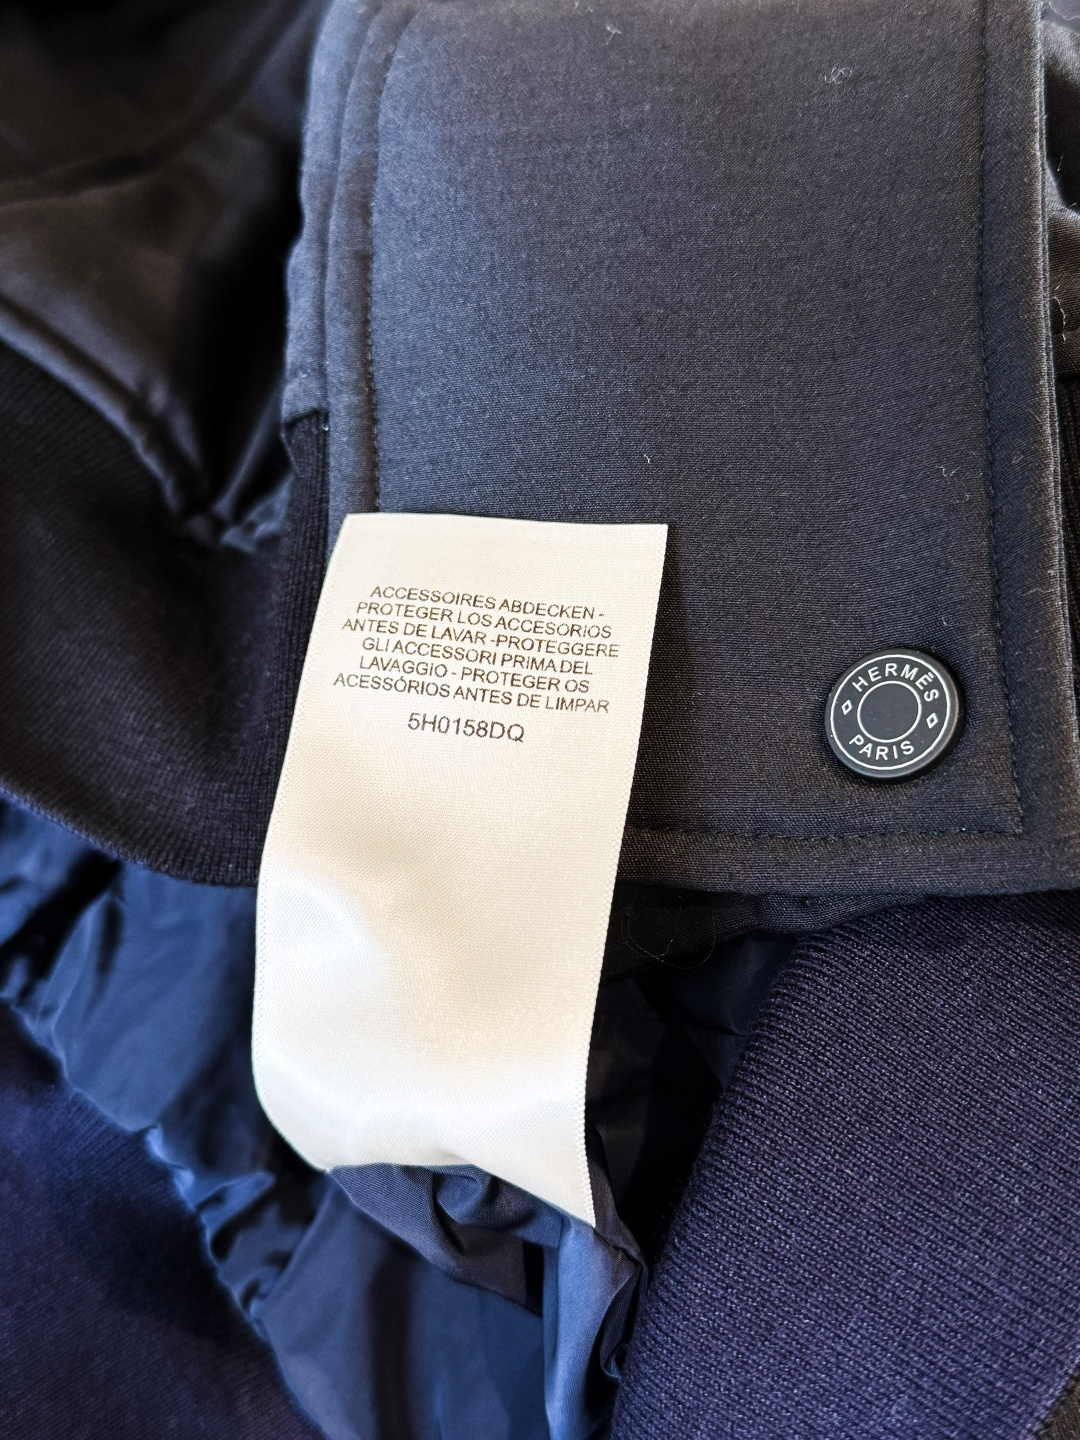 ACCESSOIRES ABDECKEN -
PROTEGER LOS ACCESORIOS
ANTES DE LAVAR -PROTEGGERE
GLI ACCESSORI PRIMA DEL
LAVAGGIO - PROTEGER OS
ACESSÓRIOS ANTES DE LIMPAR
5H0158DQ
HERMÈS
PARIS